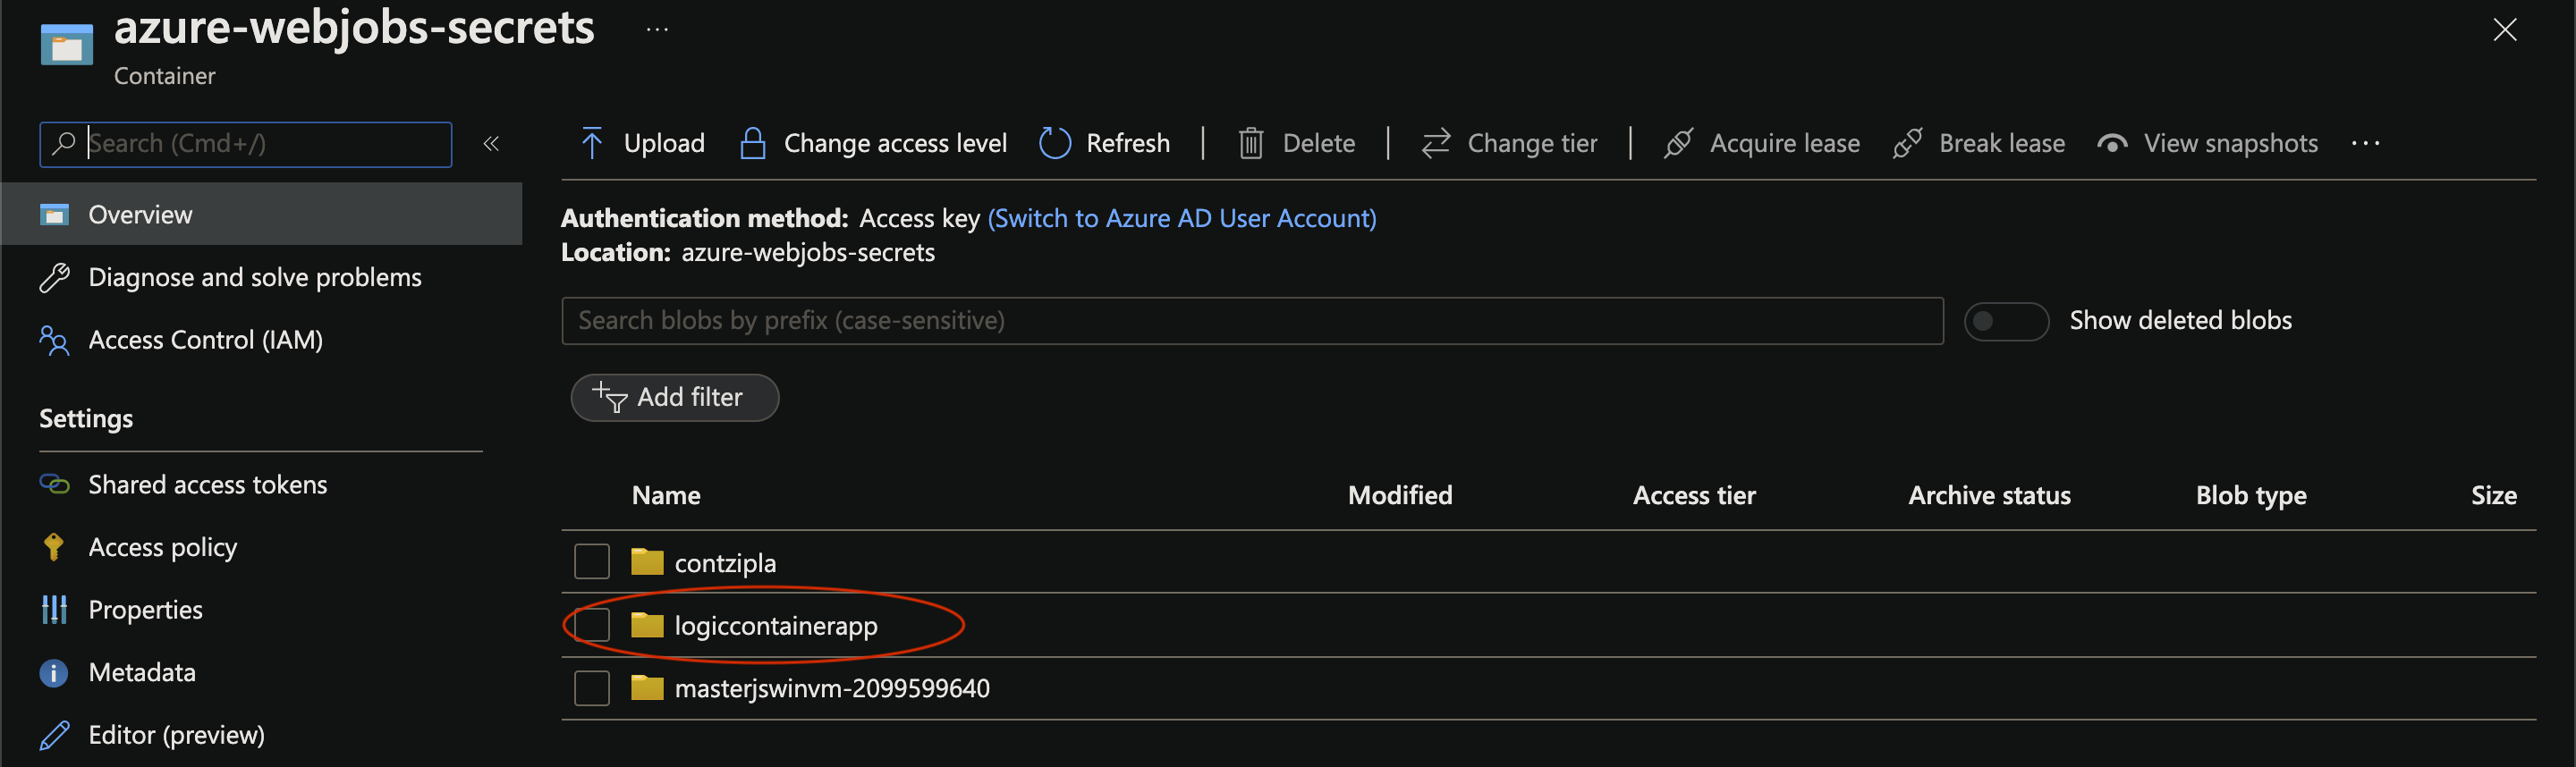 azure-webjobs-secrets ...
Container
Search (Cmd+/)
«
Upload
Change access level
Refresh
Delete
Change tier
Acquire lease
Break lease
View snapshots
...
Overview
Diagnose and solve problems
Access Control (IAM)
Settings
Shared access tokens
Access policy
Properties
Metadata
Editor (preview)
Authentication method: Access key (Switch to Azure AD User Account)
Location: azure-webjobs-secrets
Search blobs by prefix (case-sensitive)
Show deleted blobs
Add filter
Name Modified Access tier Archive status Blob type Size
contzipla
logiccontainerapp
masterjswinvm-2099599640